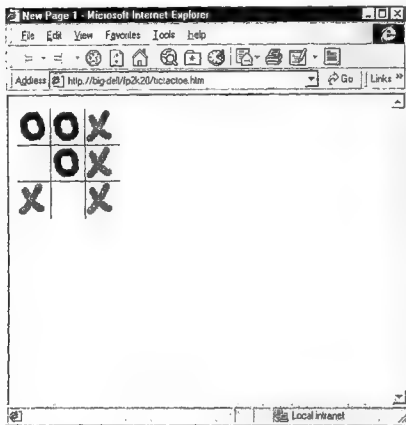 New Page 1 - Microsoft Internet Explorer
File Edit View Favorites Tools Help
Address http://big-dell/fp2k20/tictactoe.htm Go Links »
O O X
O X
X X
Local intranet